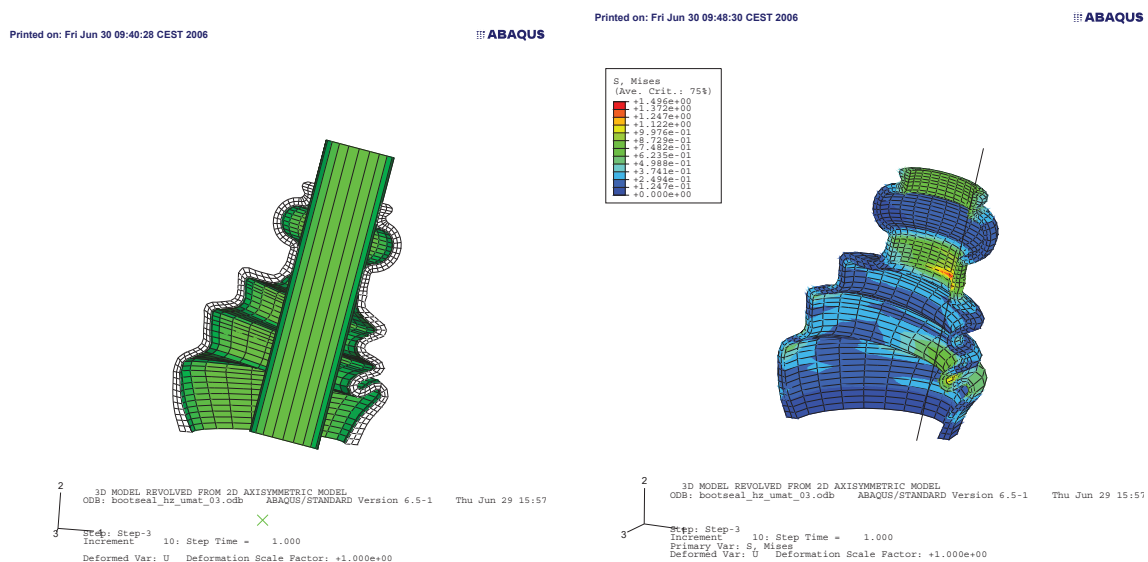 Printed on: Fri Jun 30 09:40:28 CEST 2006
ABAQUS
2
3
1
3D MODEL REVOLVED FROM 2D AXISYMMETRIC MODEL
ODB: bootseal_hz_umat_03.odb ABAQUS/STANDARD Version 6.5-1 Thu Jun 29 15:57
Step: Step-3
Increment 10: Step Time = 1.000
Deformed Var: U Deformation Scale Factor: +1.000e+00
Printed on: Fri Jun 30 09:48:30 CEST 2006
ABAQUS
S, Mises
(Ave. Crit.: 75%)
+1.496e+00
+1.372e+00
+1.247e+00
+1.122e+00
+9.976e-01
+8.729e-01
+7.482e-01
+6.235e-01
+4.988e-01
+3.741e-01
+2.494e-01
+1.247e-01
+0.000e+00
2
3
1
3D MODEL REVOLVED FROM 2D AXISYMMETRIC MODEL
ODB: bootseal_hz_umat_03.odb ABAQUS/STANDARD Version 6.5-1 Thu Jun 29 15:57
Step: Step-3
Increment 10: Step Time = 1.000
Primary Var: S, Mises
Deformed Var: U Deformation Scale Factor: +1.000e+00